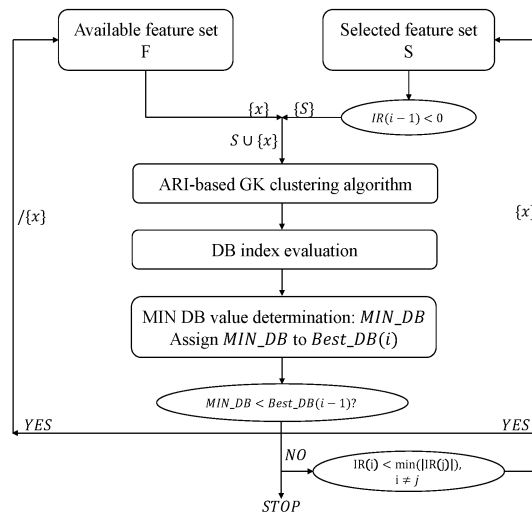 Available feature set
F
Selected feature set
S
{x}
{S}
IR(i − 1) < 0
S ∪ {x}
ARI-based GK clustering algorithm
/{x}
{x}
DB index evaluation
MIN DB value determination: MIN_DB
Assign MIN_DB to Best_DB(i)
MIN_DB < Best_DB(i − 1)?
YES
YES
NO
IR(i) < min(|IR(j)|),
i ≠ j
STOP